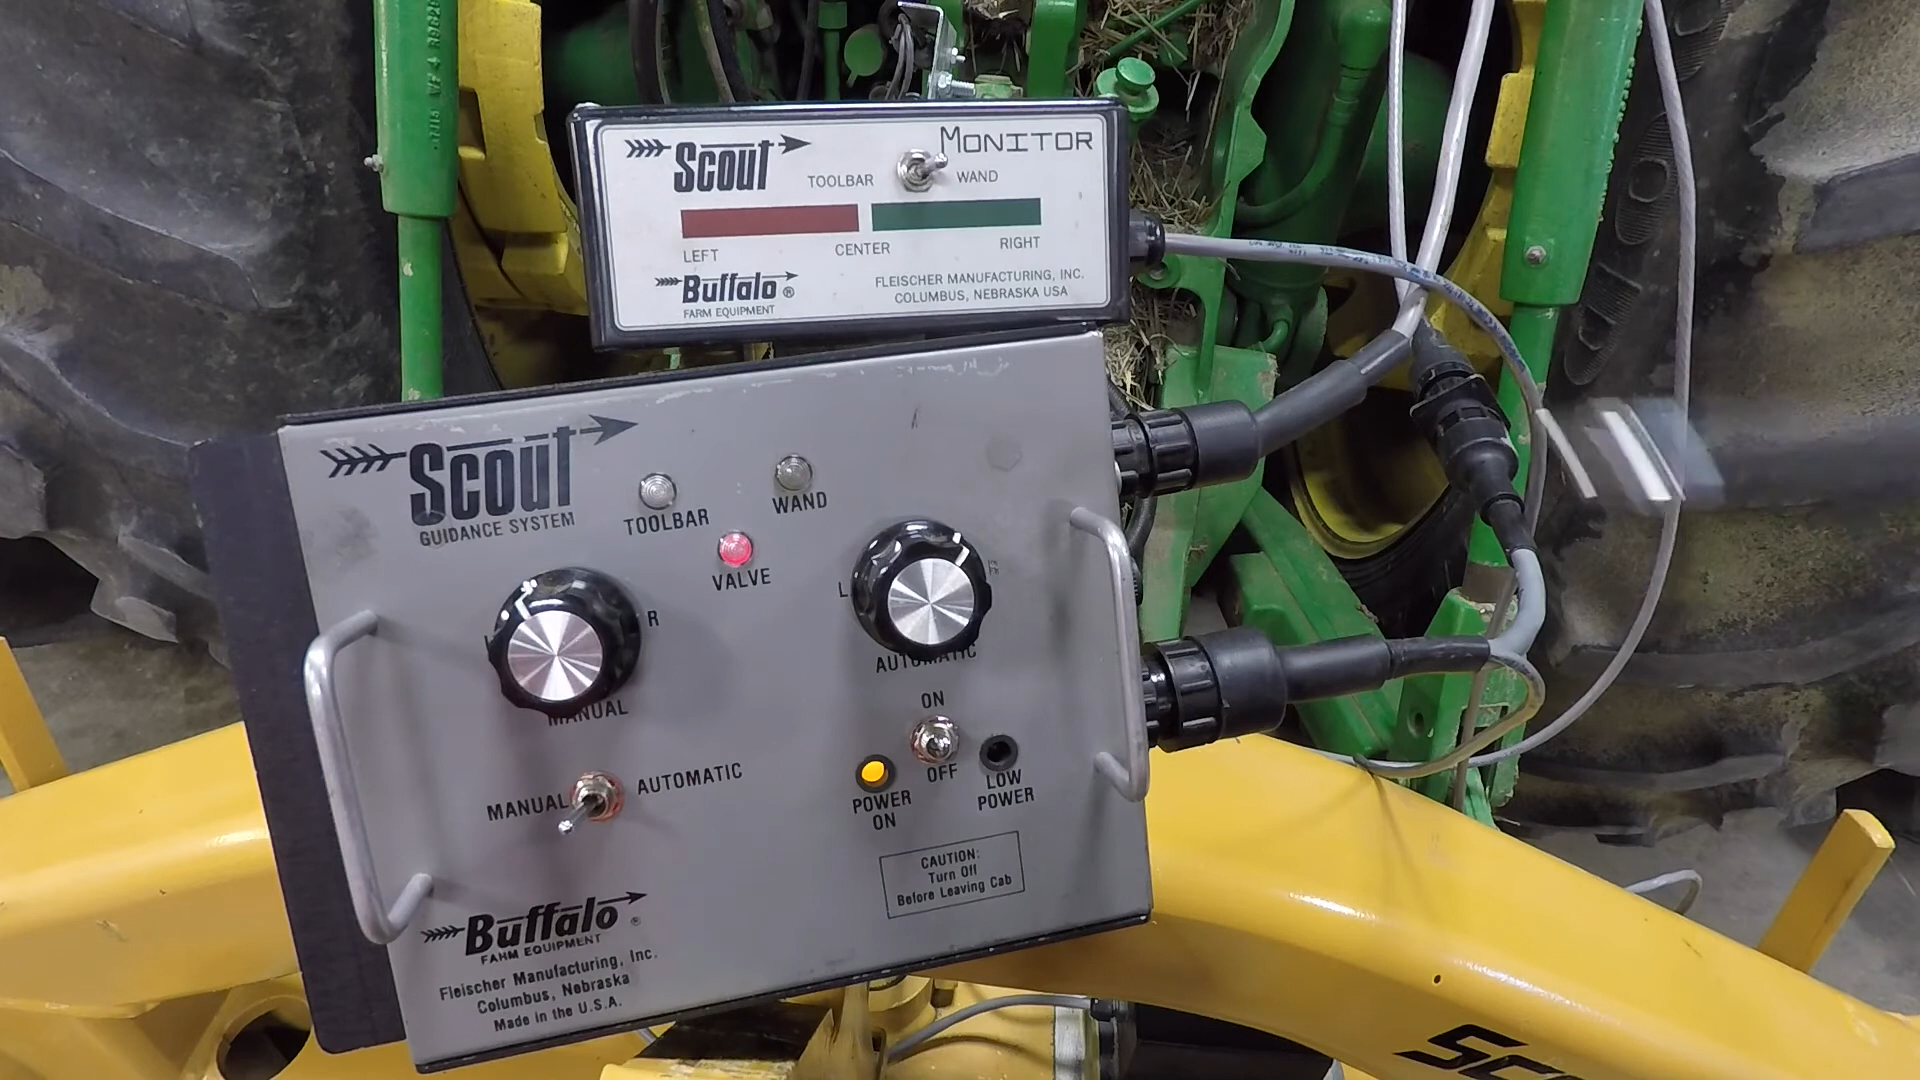 Scout
MONITOR
TOOLBAR WAND
LEFT CENTER RIGHT
Buffalo ®
FARM EQUIPMENT
FLEISCHER MANUFACTURING, INC.
COLUMBUS, NEBRASKA USA
Scout
GUIDANCE SYSTEM
TOOLBAR
WAND
VALVE
L R
MANUAL
L
AUTOMATIC
MANUAL AUTOMATIC
ON
OFF
POWER
ON
LOW
POWER
CAUTION:
Turn Off
Before Leaving Cab
Buffalo ®
FARM EQUIPMENT
Fleischer Manufacturing, Inc.
Columbus, Nebraska
Made in the U.S.A.